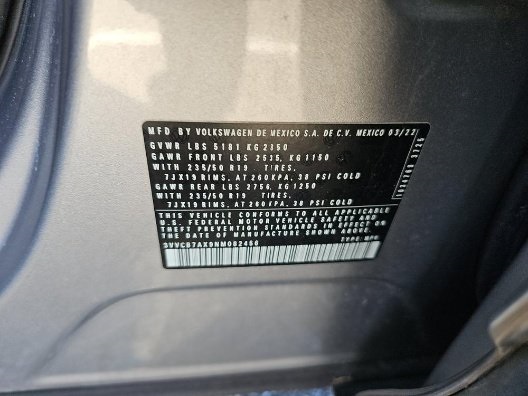 MFD BY VOLKSWAGEN DE MEXICO S.A. DE C.V. MEXICO 03/22
GVWR LBS 5181 KG 2350
GAWR FRONT LBS 2535, KG 1150
WITH 235/50 R19 TIRES,
7JX19 RIMS, AT 260 KPA, 38 PSI COLD
GAWR REAR LBS 2756, KG 1250
WITH 235/50 R19 TIRES,
7JX19 RIMS, AT 260 KPA, 38 PSI COLD
THIS VEHICLE CONFORMS TO ALL APPLICABLE
U.S. FEDERAL MOTOR VEHICLE SAFETY AND
THEFT PREVENTION STANDARDS IN EFFECT ON
DATE OF MANUFACTURE SHOWN ABOVE.
TYPE: MPV